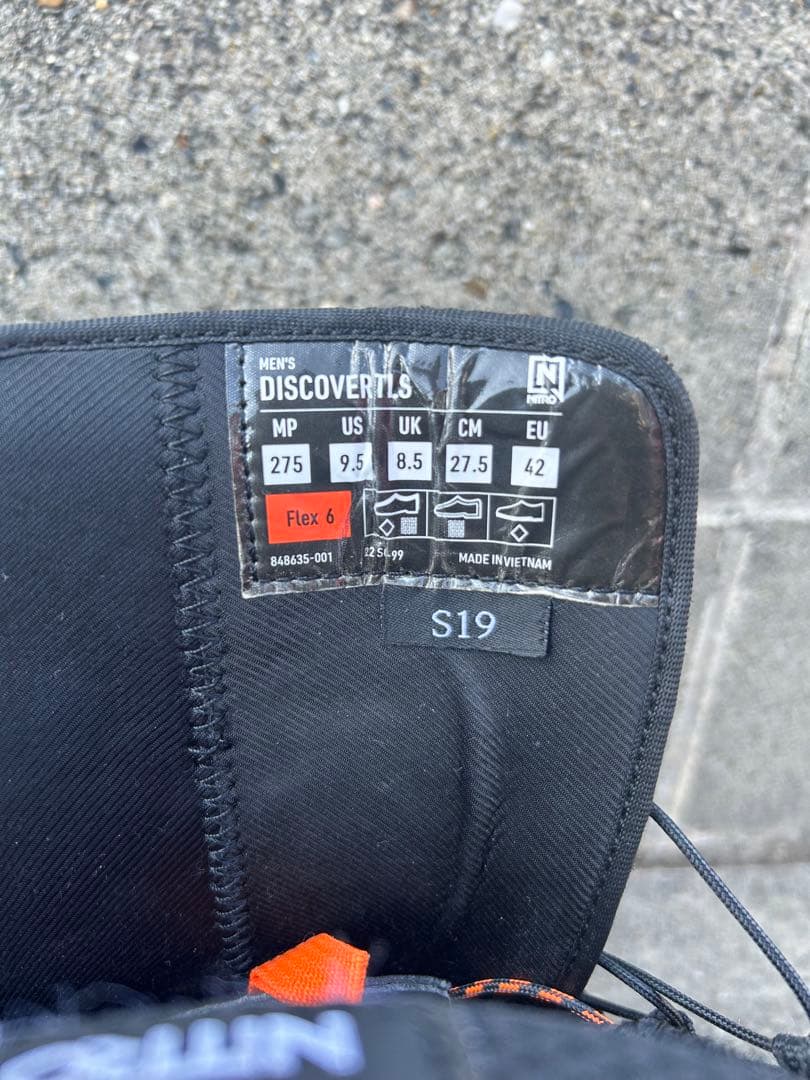 MEN'S
DISCOVER TLS
N
NITRO
MP US UK CM EU
275 9.5 8.5 27.5 42
Flex 6
848635-001 MADE IN VIETNAM
S19
NITRO